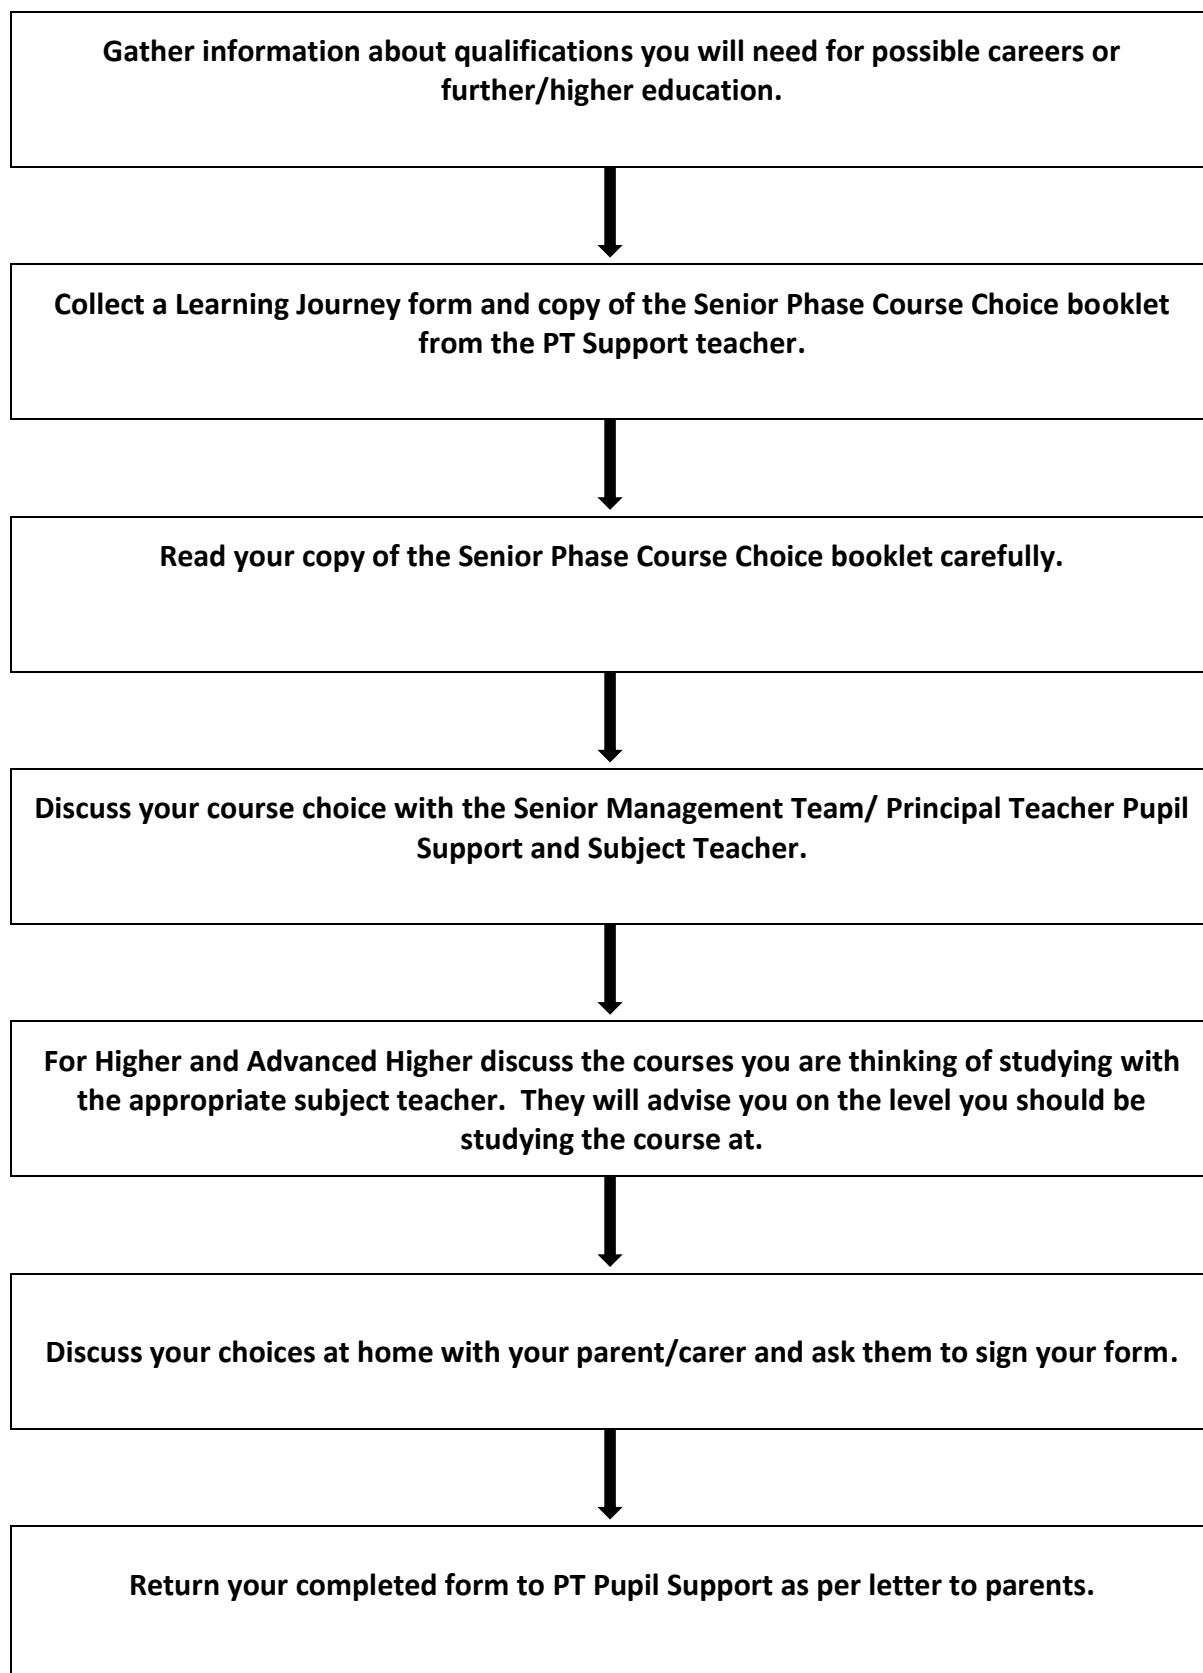 Gather information about qualifications you will need for possible careers or
further/higher education.
Collect a Learning Journey form and copy of the Senior Phase Course Choice booklet
from the PT Support teacher.
Read your copy of the Senior Phase Course Choice booklet carefully.
Discuss your course choice with the Senior Management Team/ Principal Teacher Pupil
Support and Subject Teacher.
For Higher and Advanced Higher discuss the courses you are thinking of studying with
the appropriate subject teacher.  They will advise you on the level you should be
studying the course at.
Discuss your choices at home with your parent/carer and ask them to sign your form.
Return your completed form to PT Pupil Support as per letter to parents.